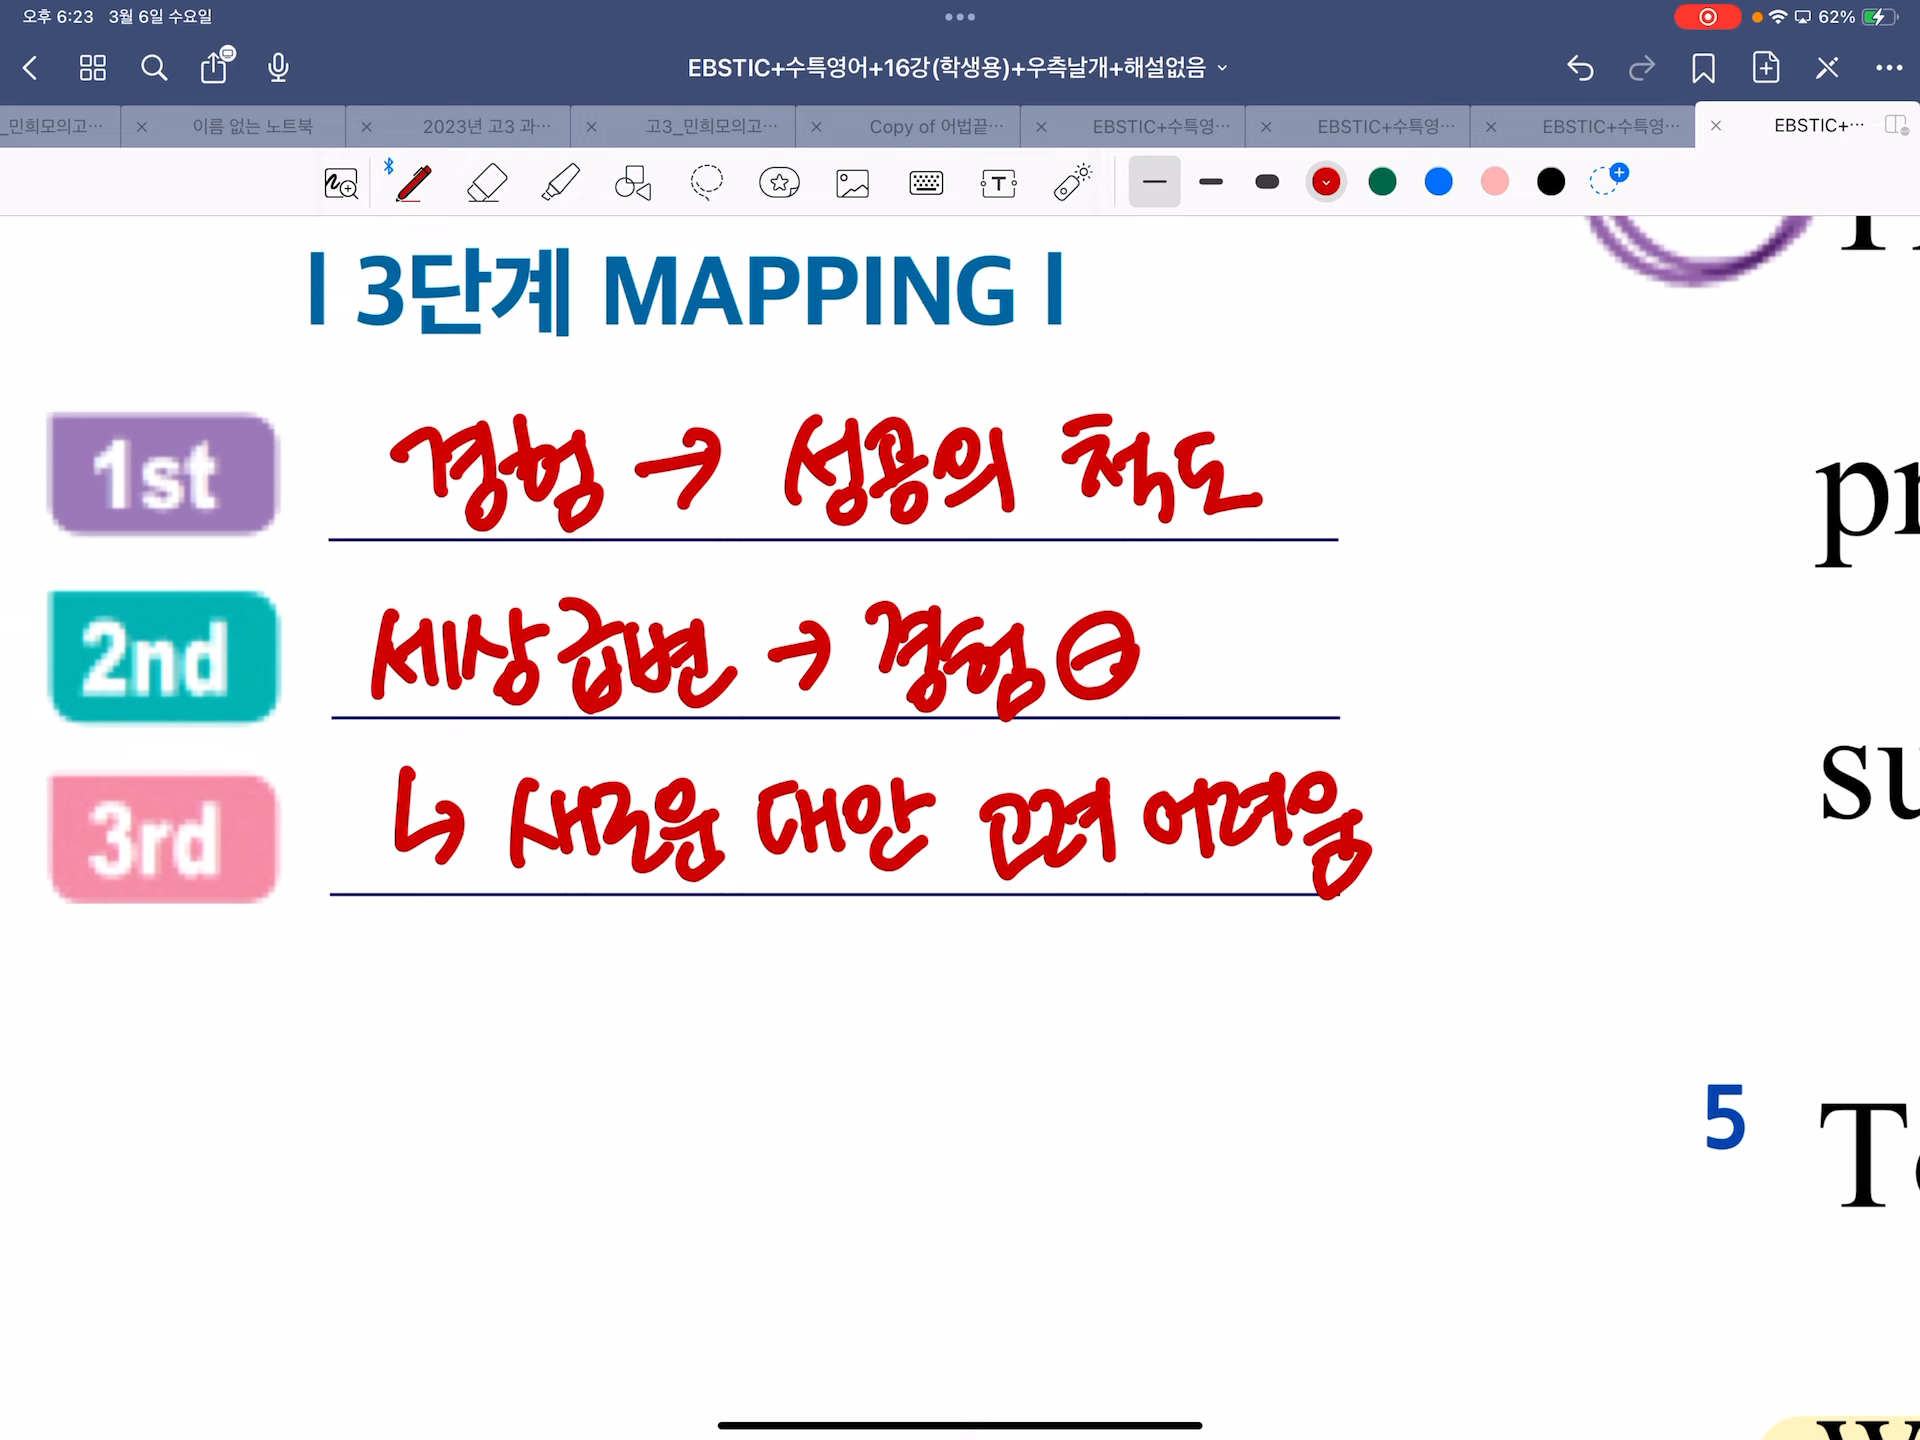 오후 6:23 3월 6일 수요일
62%
EBSTIC+수특영어+16강(학생용)+우측날개+해설없음
_민희모의고… 이름 없는 노트북 2023년 고3 과… 고3_민희모의고… Copy of 어법끝… EBSTIC+수특영… EBSTIC+수특영… EBSTIC+수특영… EBSTIC+…
| 3단계 MAPPING |
1st 경험 → 성공의 척도
pr
2nd 세상급변 → 경험 ⊖
su
3rd ↳ 새로운 대안 고려 어려움
5 T